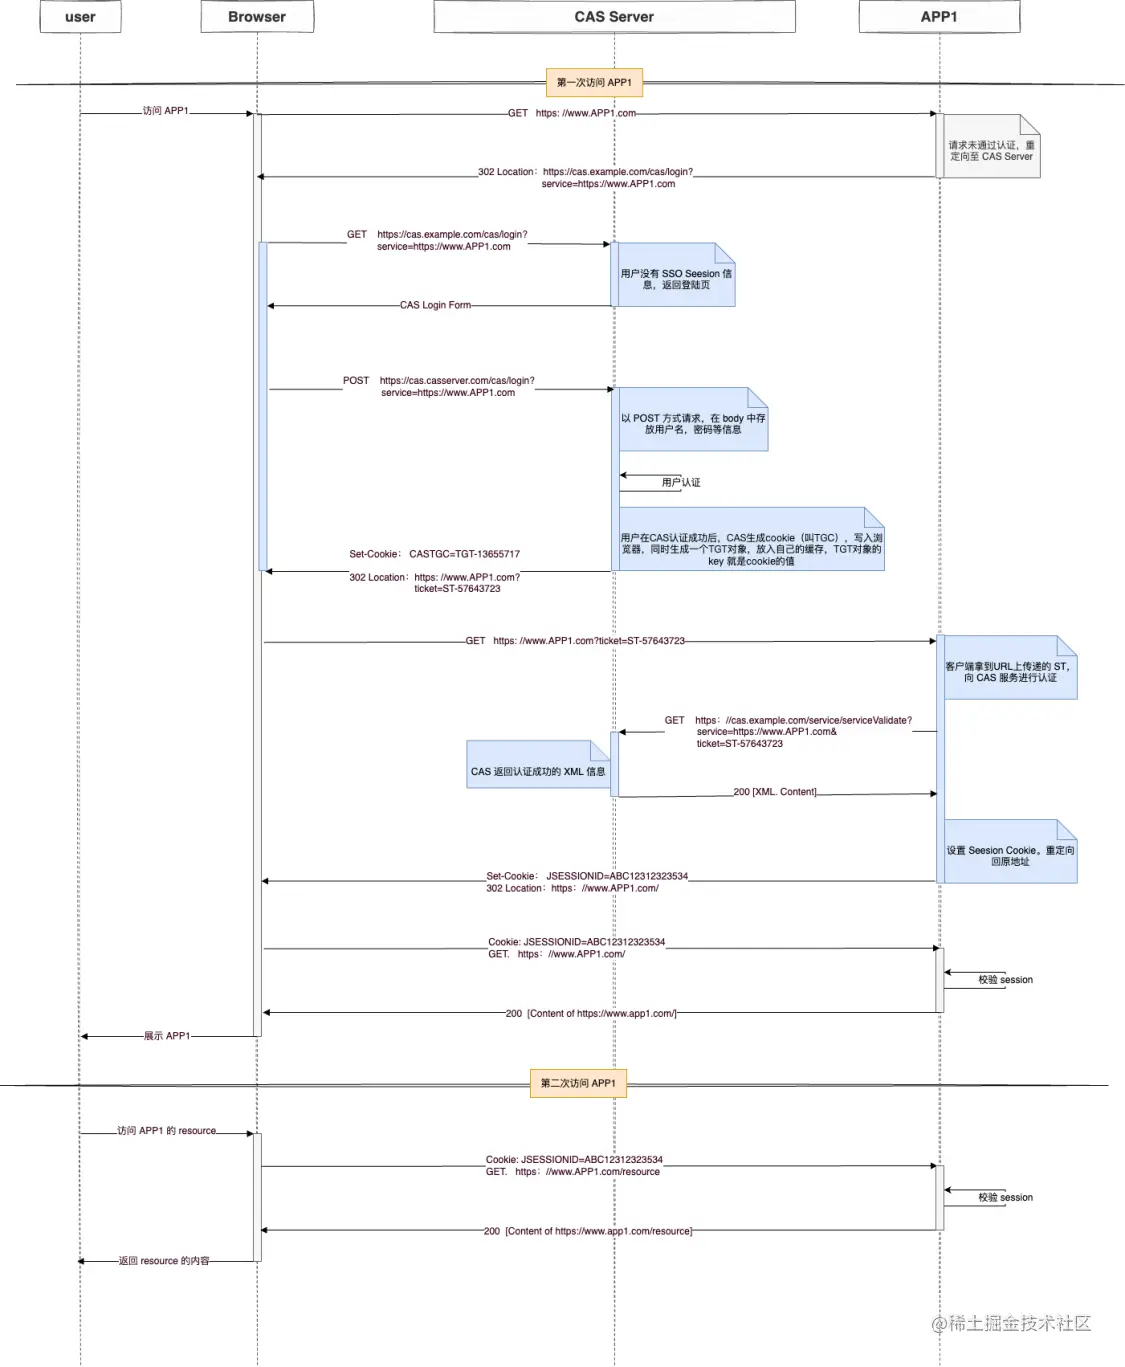 user
Browser
CAS Server
APP1
第一次访问 APP1
访问 APP1
GET https: //www.APP1.com
请求未通过认证，重
定向至 CAS Server
302 Location：https://cas.example.com/cas/login?
service=https://www.APP1.com
GET https://cas.example.com/cas/login?
service=https://www.APP1.com
用户没有 SSO Seesion 信
息，返回登陆页
CAS Login Form
POST https://cas.casserver.com/cas/login?
service=https://www.APP1.com
以 POST 方式请求，在 body 中存
放用户名，密码等信息
用户认证
用户在CAS认证成功后，CAS生成cookie（叫TGC），写入浏
览器，同时生成一个TGT对象，放入自己的缓存，TGT对象的
key 就是cookie的值
Set-Cookie： CASTGC=TGT-13655717
302 Location：https: //www.APP1.com?
ticket=ST-57643723
GET https: //www.APP1.com?ticket=ST-57643723
客户端拿到URL上传递的 ST，
向 CAS 服务进行认证
GET https：//cas.example.com/service/serviceValidate?
service=https://www.APP1.com&
ticket=ST-57643723
CAS 返回认证成功的 XML 信息
200 [XML. Content]
设置 Seesion Cookie。重定向
回原地址
Set-Cookie： JSESSIONID=ABC12312323534
302 Location：https：//www.APP1.com/
Cookie: JSESSIONID=ABC12312323534
GET. https：//www.APP1.com/
校验 session
200 [Content of https://www.app1.com/]
展示 APP1
第二次访问 APP1
访问 APP1 的 resource
Cookie: JSESSIONID=ABC12312323534
GET. https：//www.APP1.com/resource
校验 session
200 [Content of https://www.app1.com/resource]
返回 resource 的内容
@稀土掘金技术社区